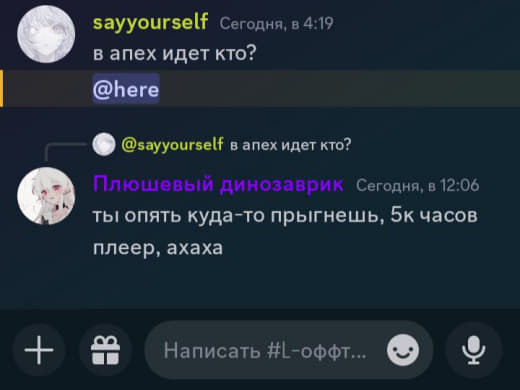 sayyourself Сегодня, в 4:19
в апех идет кто?
@here
@sayyourself в апех идет кто?
Плюшевый динозаврик Сегодня, в 12:06
ты опять куда-то прыгнешь, 5к часов
плеер, ахаха
Написать #L-оффт...